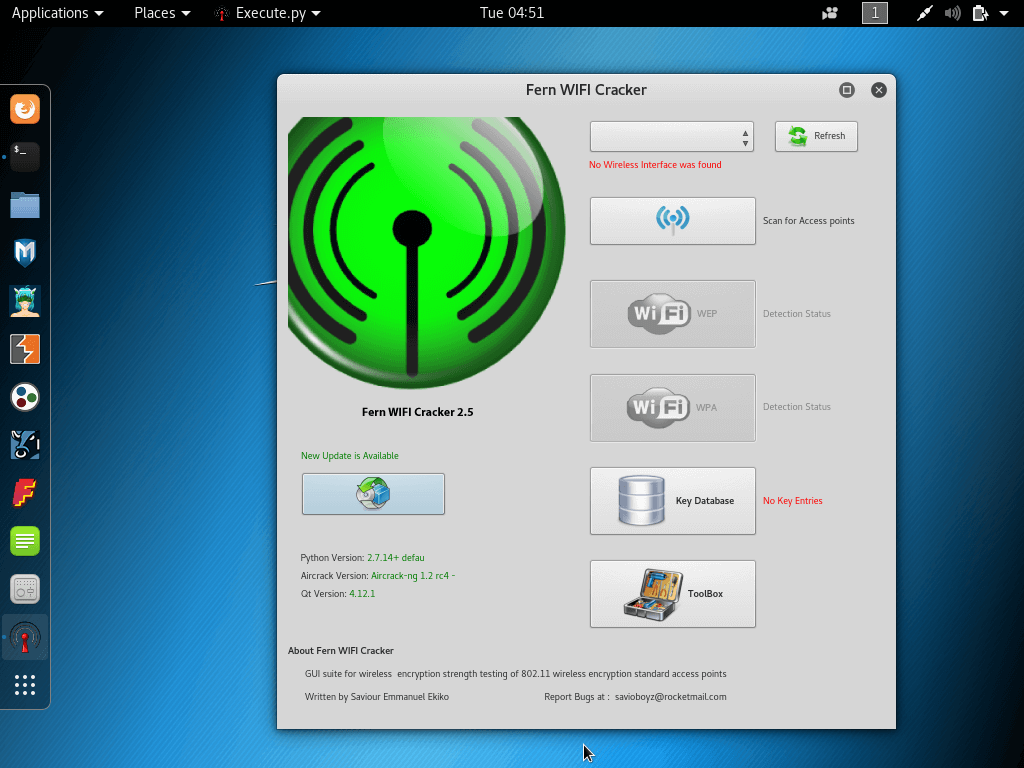 Applications Places Execute.py Tue 04:51 1
Fern WIFI Cracker
Refresh
No Wireless Interface was found
Scan for Access points
WiFi WEP Detection Status
WiFi WPA Detection Status
Fern WIFI Cracker 2.5
New Update is Available
Key Database No Key Entries
Python Version: 2.7.14+ defau
Aircrack Version: Aircrack-ng 1.2 rc4 -
Qt Version: 4.12.1
ToolBox
About Fern WIFI Cracker
GUI suite for wireless encryption strength testing of 802.11 wireless encryption standard access points
Written by Saviour Emmanuel Ekiko Report Bugs at : savioboyz@rocketmail.com